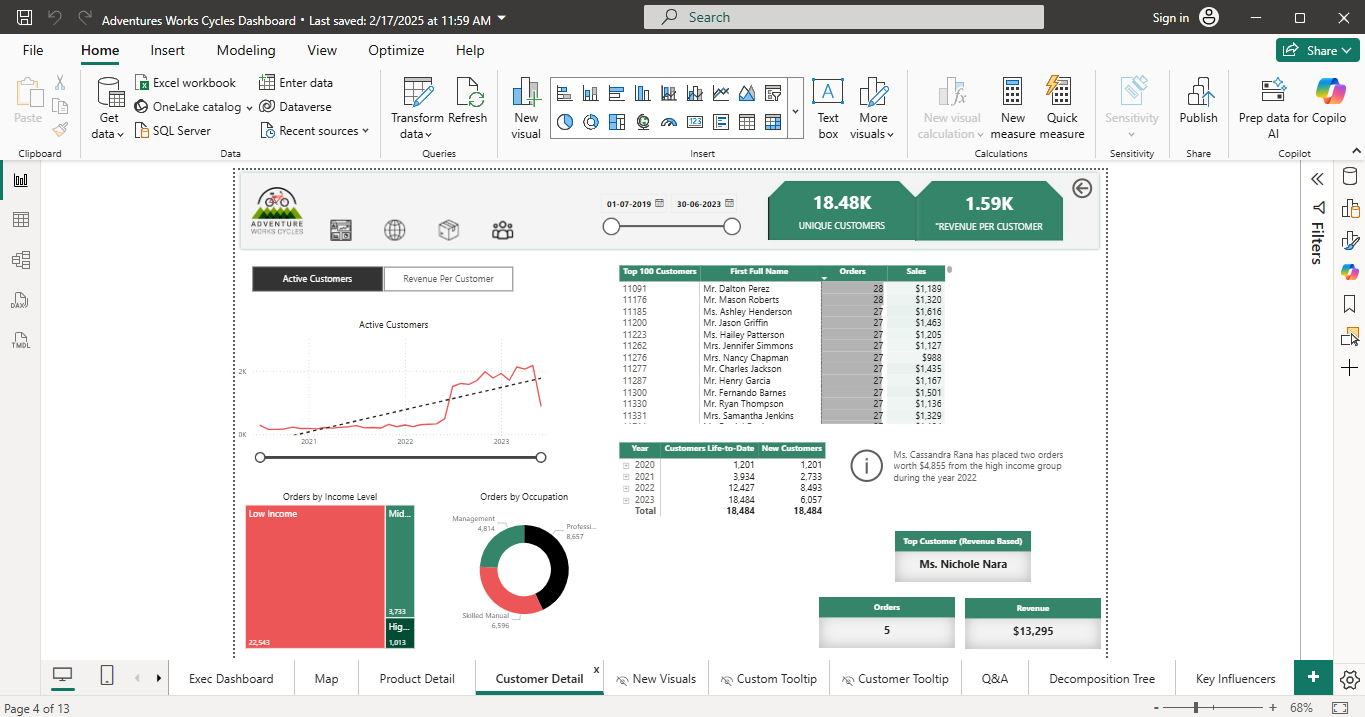 Adventures Works Cycles Dashboard • Last saved: 2/17/2025 at 11:59 AM
Search
Sign in
File
Home
Insert
Modeling
View
Optimize
Help
Share
Paste
Clipboard
Get data
Excel workbook
OneLake catalog
SQL Server
Enter data
Dataverse
Recent sources
Data
Transform data
Refresh
Queries
New visual
Text box
More visuals
Insert
New visual calculation
New measure
Quick measure
Calculations
Sensitivity
Sensitivity
Publish
Share
Prep data for AI
Copilo
Copilot
DAX
TMDL
ADVENTURE
WORKS CYCLES
01-07-2019
30-06-2023
18.48K
UNIQUE CUSTOMERS
1.59K
"REVENUE PER CUSTOMER
Filters
Active Customers
Revenue Per Customer
Active Customers
2K
0K
2021
2022
2023
Top 100 Customers First Full Name Orders Sales
11091 Mr. Dalton Perez 28 $1,189
11176 Mr. Mason Roberts 28 $1,320
11185 Ms. Ashley Henderson 27 $1,616
11200 Mr. Jason Griffin 27 $1,463
11223 Ms. Hailey Patterson 27 $1,205
11262 Mrs. Jennifer Simmons 27 $1,127
11276 Mrs. Nancy Chapman 27 $988
11277 Mr. Charles Jackson 27 $1,435
11287 Mr. Henry Garcia 27 $1,167
11300 Mr. Fernando Barnes 27 $1,501
11330 Mr. Ryan Thompson 27 $1,136
11331 Mrs. Samantha Jenkins 27 $1,329
Year Customers Life-to-Date New Customers
2020 1,201 1,201
2021 3,934 2,733
2022 12,427 8,493
2023 18,484 6,057
Total 18,484 18,484
Ms. Cassandra Rana has placed two orders
worth $4,855 from the high income group
during the year 2022
Orders by Income Level
Low Income
22,543
Mid...
3,733
Hig...
1,013
Orders by Occupation
Management
4,814
Professi...
8,657
Skilled Manual
6,596
Top Customer (Revenue Based)
Ms. Nichole Nara
Orders
5
Revenue
$13,295
Exec Dashboard
Map
Product Detail
Customer Detail
x
New Visuals
Custom Tooltip
Customer Tooltip
Q&A
Decomposition Tree
Key Influencers
+
Page 4 of 13
- + 68%